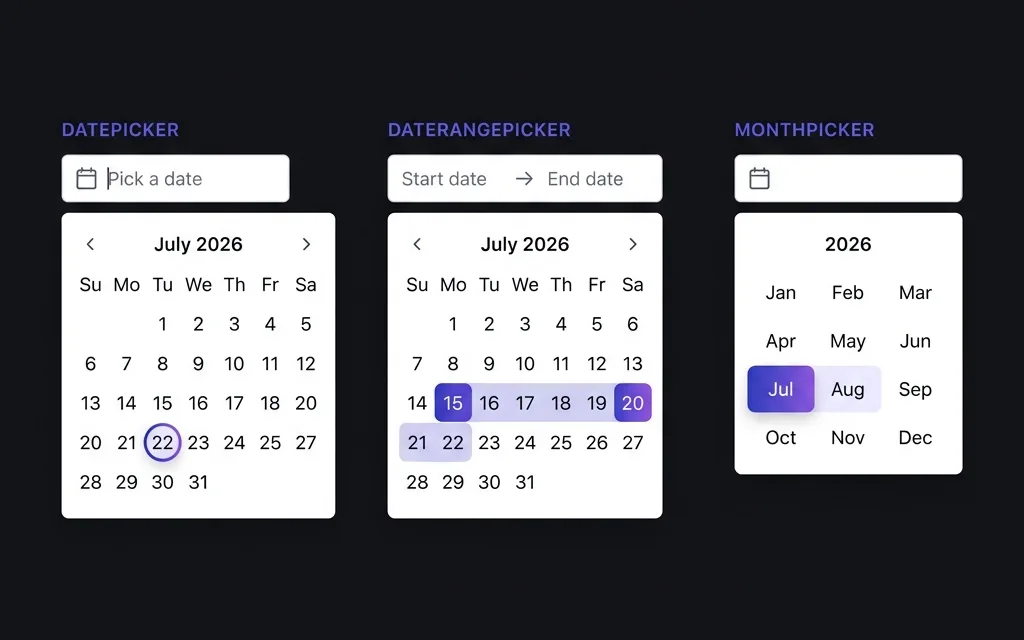 DATEPICKER
Pick a date
July 2026
Su Mo Tu We Th Fr Sa
1 2 3 4 5
6 7 8 9 10 11 12
13 14 15 16 17 18 20
20 21 22 23 24 25 27
28 29 30 31
DATERANGEPICKER
Start date → End date
July 2026
Su Mo Tu We Th Fr Sa
1 2 3 4 5 6
7 8 9 10 11 12 13
14 15 16 17 18 19 20
21 22 23 24 25 26 27
28 29 30 31
MONTHPICKER
2026
Jan Feb Mar
Apr May Jun
Jul Aug Sep
Oct Nov Dec